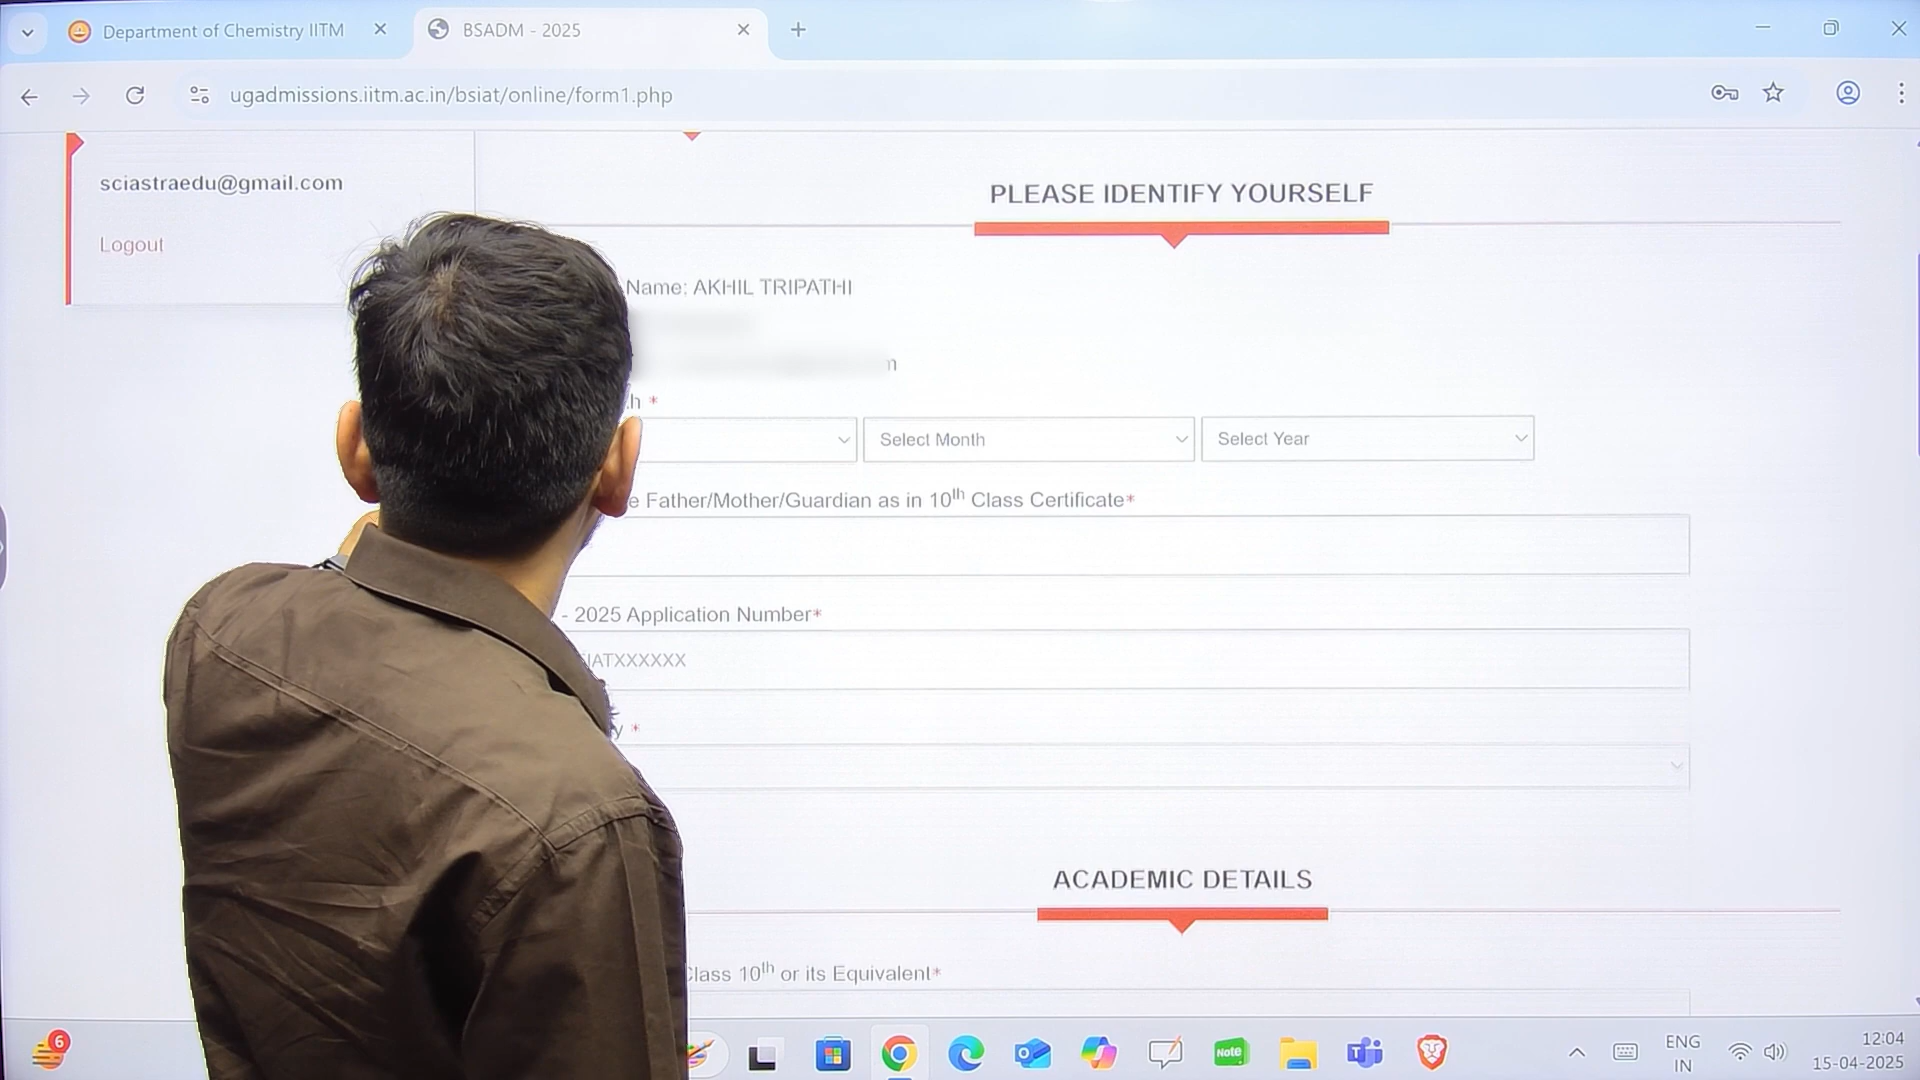 Department of Chemistry IITM
BSADM - 2025
ugadmissions.iitm.ac.in/bsiat/online/form1.php
sciastraedu@gmail.com
Logout
PLEASE IDENTIFY YOURSELF
Name: AKHIL TRIPATHI
*
Select Month
Select Year
Father/Mother/Guardian as in 10th Class Certificate*
- 2025 Application Number*
IATXXXXXX
y *
ACADEMIC DETAILS
Class 10th or its Equivalent*
6
Note
ENG
IN
12:04
15-04-2025